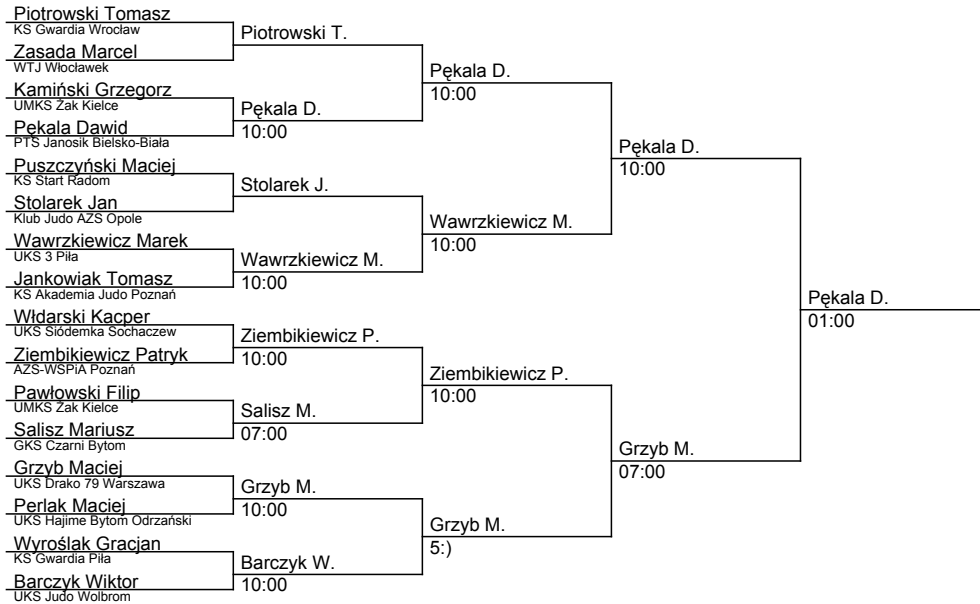 Piotrowski Tomasz
KS Gwardia Wrocław
Zasada Marcel
WTJ Włocławek
Kamiński Grzegorz
UMKS Żak Kielce
Pękala Dawid
PTS Janosik Bielsko-Biała
Puszczyński Maciej
KS Start Radom
Stolarek Jan
Klub Judo AZS Opole
Wawrzkiewicz Marek
UKS 3 Piła
Jankowiak Tomasz
KS Akademia Judo Poznań
Włdarski Kacper
UKS Siódemka Sochaczew
Ziembikiewicz Patryk
AZS-WSPiA Poznań
Pawłowski Filip
UMKS Żak Kielce
Salisz Mariusz
GKS Czarni Bytom
Grzyb Maciej
UKS Drako 79 Warszawa
Perlak Maciej
UKS Hajime Bytom Odrzański
Wyroślak Gracjan
KS Gwardia Piła
Barczyk Wiktor
UKS Judo Wolbrom
Piotrowski T.
Pękala D.
10:00
Stolarek J.
Wawrzkiewicz M.
10:00
Ziembikiewicz P.
10:00
Salisz M.
07:00
Grzyb M.
10:00
Barczyk W.
10:00
Pękala D.
10:00
Wawrzkiewicz M.
10:00
Ziembikiewicz P.
10:00
Grzyb M.
5:)
Pękala D.
10:00
Grzyb M.
07:00
Pękala D.
01:00